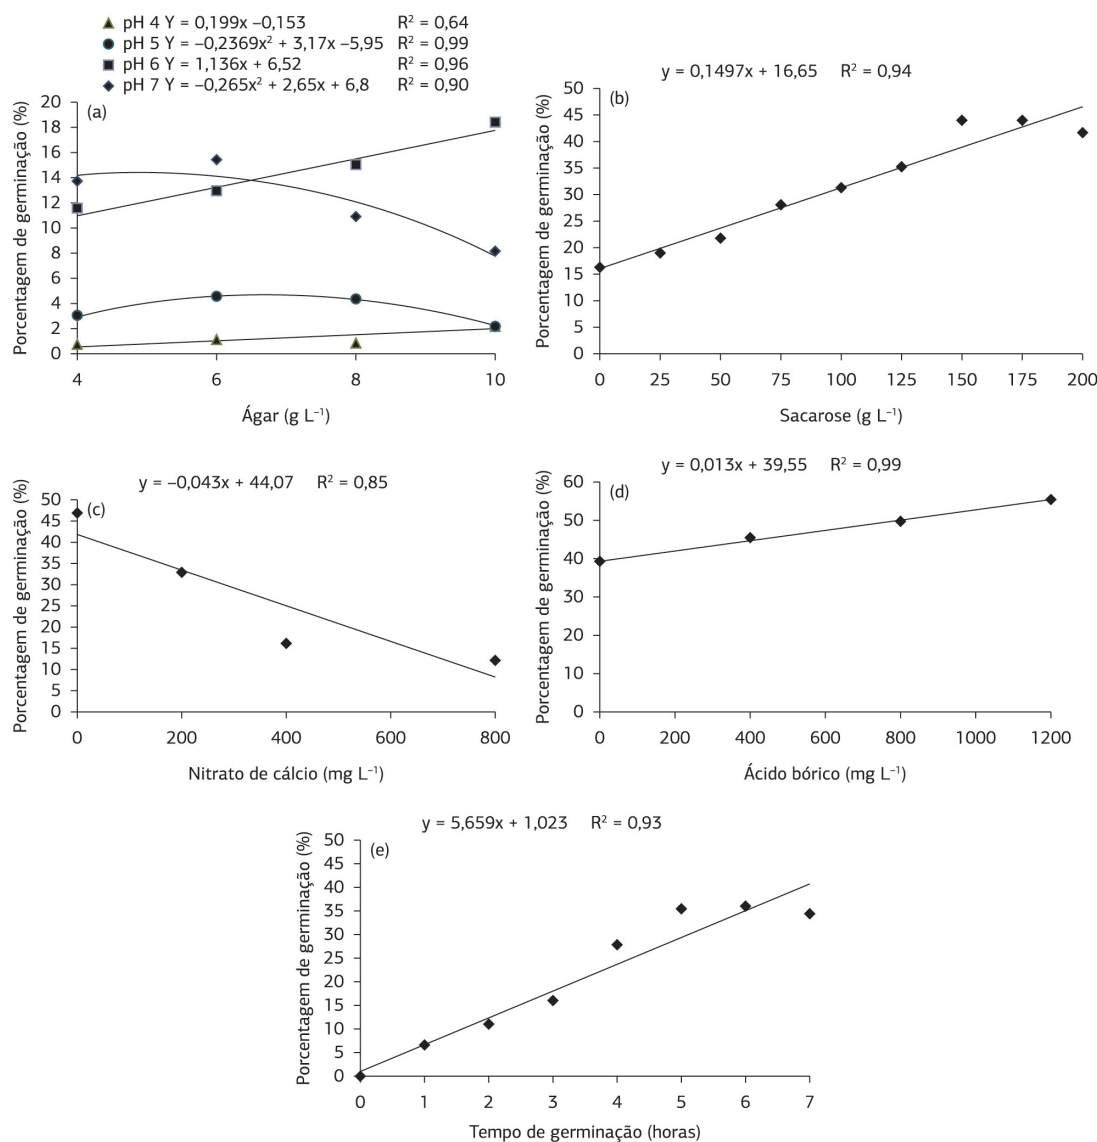 pH 4 Y = 0,199x –0,153 R² = 0,64
pH 5 Y = –0,2369x² + 3,17x –5,95 R² = 0,99
pH 6 Y = 1,136x + 6,52 R² = 0,96
pH 7 Y = –0,265x² + 2,65x + 6,8 R² = 0,90
(a)
Porcentagem de germinação (%)
20
18
16
14
12
10
8
6
4
2
0
4 6 8 10
Ágar (g L⁻¹)
y = 0,1497x + 16,65 R² = 0,94
(b)
Porcentagem de germinação (%)
50
45
40
35
30
25
20
15
10
5
0
0 25 50 75 100 125 150 175 200
Sacarose (g L⁻¹)
y = –0,043x + 44,07 R² = 0,85
(c)
Porcentagem de germinação (%)
50
45
40
35
30
25
20
15
10
5
0
0 200 400 600 800
Nitrato de cálcio (mg L⁻¹)
y = 0,013x + 39,55 R² = 0,99
(d)
Porcentagem de germinação (%)
60
50
40
30
20
10
0
0 200 400 600 800 1000 1200
Ácido bórico (mg L⁻¹)
y = 5,659x + 1,023 R² = 0,93
(e)
Porcentagem de germinação (%)
50
45
40
35
30
25
20
15
10
5
0
0 1 2 3 4 5 6 7
Tempo de germinação (horas)